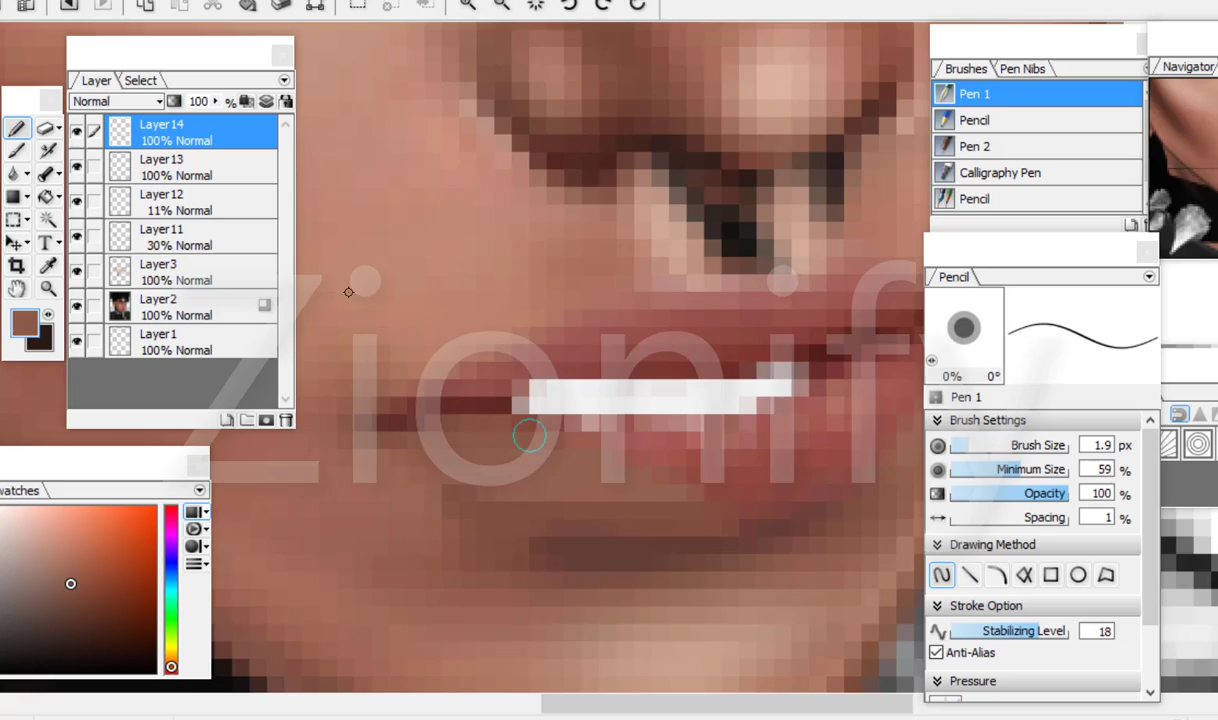 Layer Select
Normal 100 %
Layer14
100% Normal
Layer13
100% Normal
Layer12
11% Normal
Layer11
30% Normal
Layer3
100% Normal
Layer2
100% Normal
Layer1
100% Normal
watches
Zionify
Brushes Pen Nibs
Pen 1
Pencil
Pen 2
Calligraphy Pen
Pencil
Navigator
Pencil
0% 0°
Pen 1
Brush Settings
Brush Size 1.9 px
Minimum Size 59 %
Opacity 100 %
Spacing 1 %
Drawing Method
Stroke Option
Stabilizing Level 18
Anti-Alias
Pressure